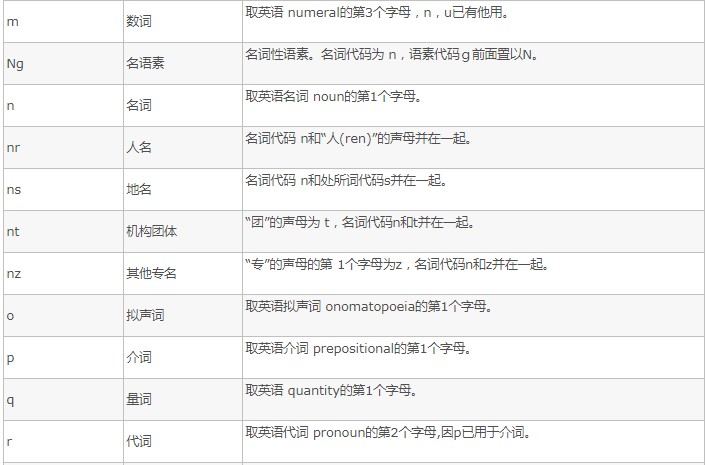 m 数词 取英语 numeral的第3个字母，n，u已有他用。
Ng 名语素 名词性语素。名词代码为 n，语素代码ｇ前面置以N。
n 名词 取英语名词 noun的第1个字母。
nr 人名 名词代码 n和“人(ren)”的声母并在一起。
ns 地名 名词代码 n和处所词代码s并在一起。
nt 机构团体 “团”的声母为 t，名词代码n和t并在一起。
nz 其他专名 “专”的声母的第 1个字母为z，名词代码n和z并在一起。
o 拟声词 取英语拟声词 onomatopoeia的第1个字母。
p 介词 取英语介词 prepositional的第1个字母。
q 量词 取英语 quantity的第1个字母。
r 代词 取英语代词 pronoun的第2个字母,因p已用于介词。